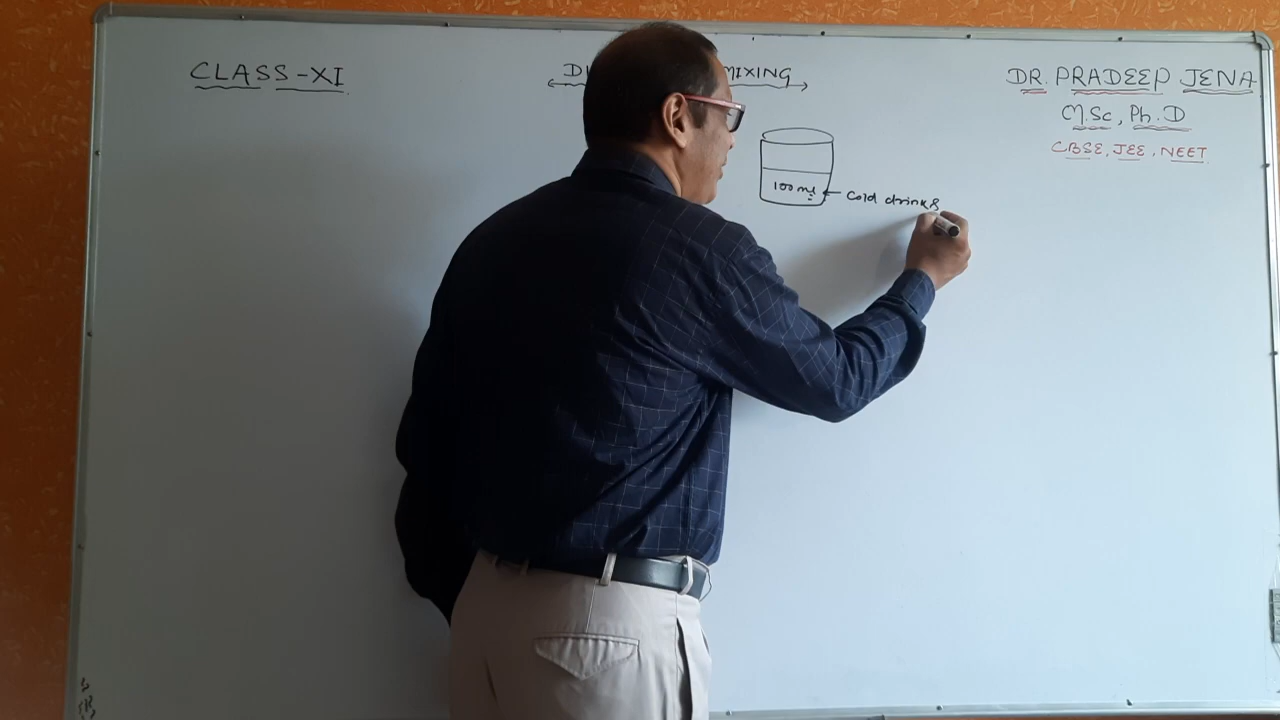 CLASS-XI
MIXING
DR. PRADEEP JENA
M.Sc, Ph.D
CBSE, JEE, NEET
100 ml
Cold drinks